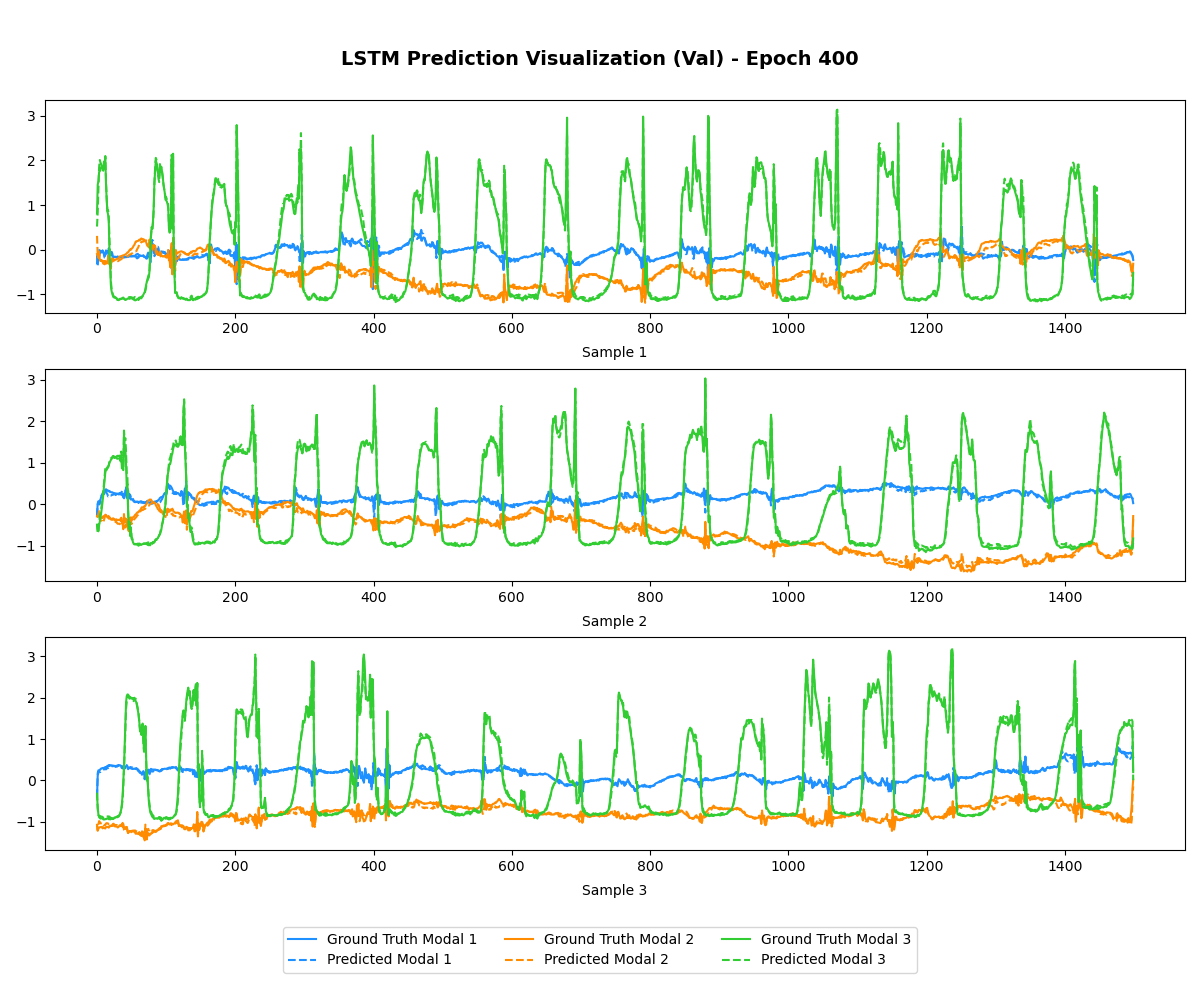 LSTM Prediction Visualization (Val) - Epoch 400
3
2
1
0
−1
0 200 400 600 800 1000 1200 1400
Sample 1
3
2
1
0
−1
0 200 400 600 800 1000 1200 1400
Sample 2
3
2
1
0
−1
0 200 400 600 800 1000 1200 1400
Sample 3
Ground Truth Modal 1 Ground Truth Modal 2 Ground Truth Modal 3
Predicted Modal 1 Predicted Modal 2 Predicted Modal 3